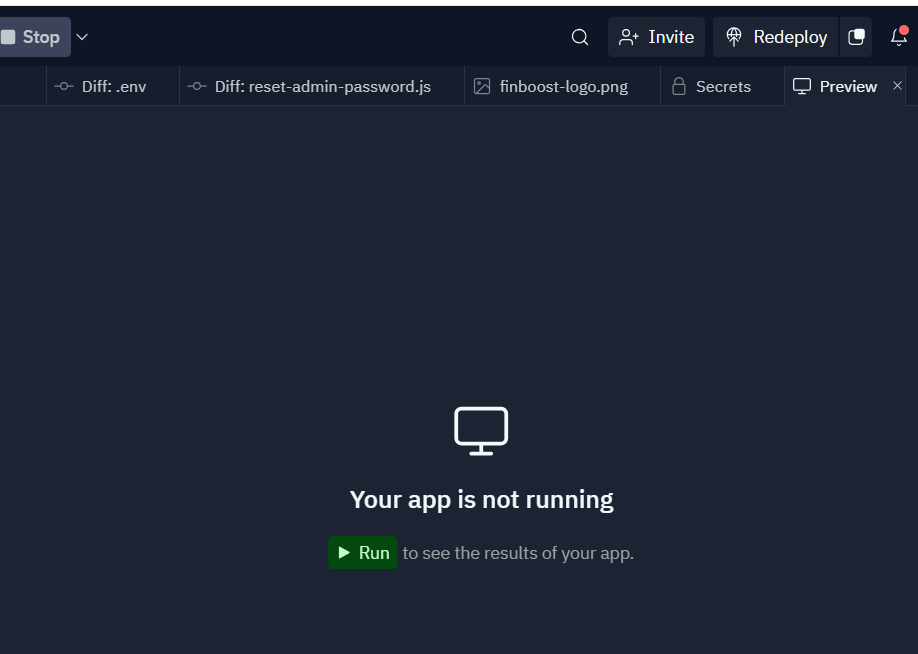 Stop
Invite
Redeploy
Diff: .env
Diff: reset-admin-password.js
finboost-logo.png
Secrets
Preview
Your app is not running
Run to see the results of your app.